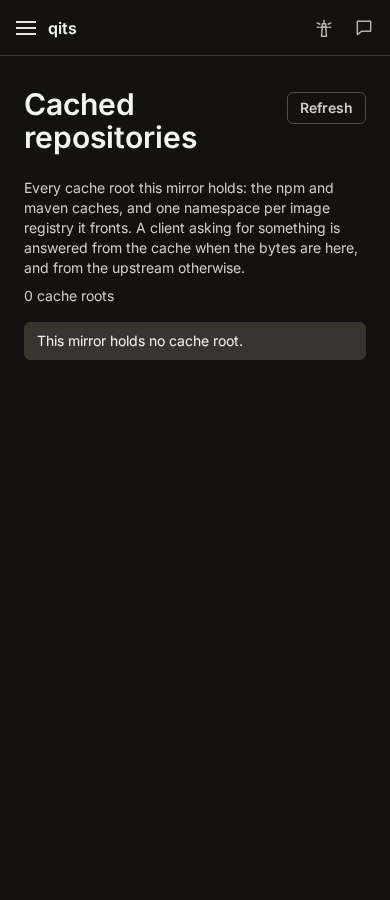 qits
Cached
repositories
Refresh
Every cache root this mirror holds: the npm and
maven caches, and one namespace per image
registry it fronts. A client asking for something is
answered from the cache when the bytes are here,
and from the upstream otherwise.
0 cache roots
This mirror holds no cache root.